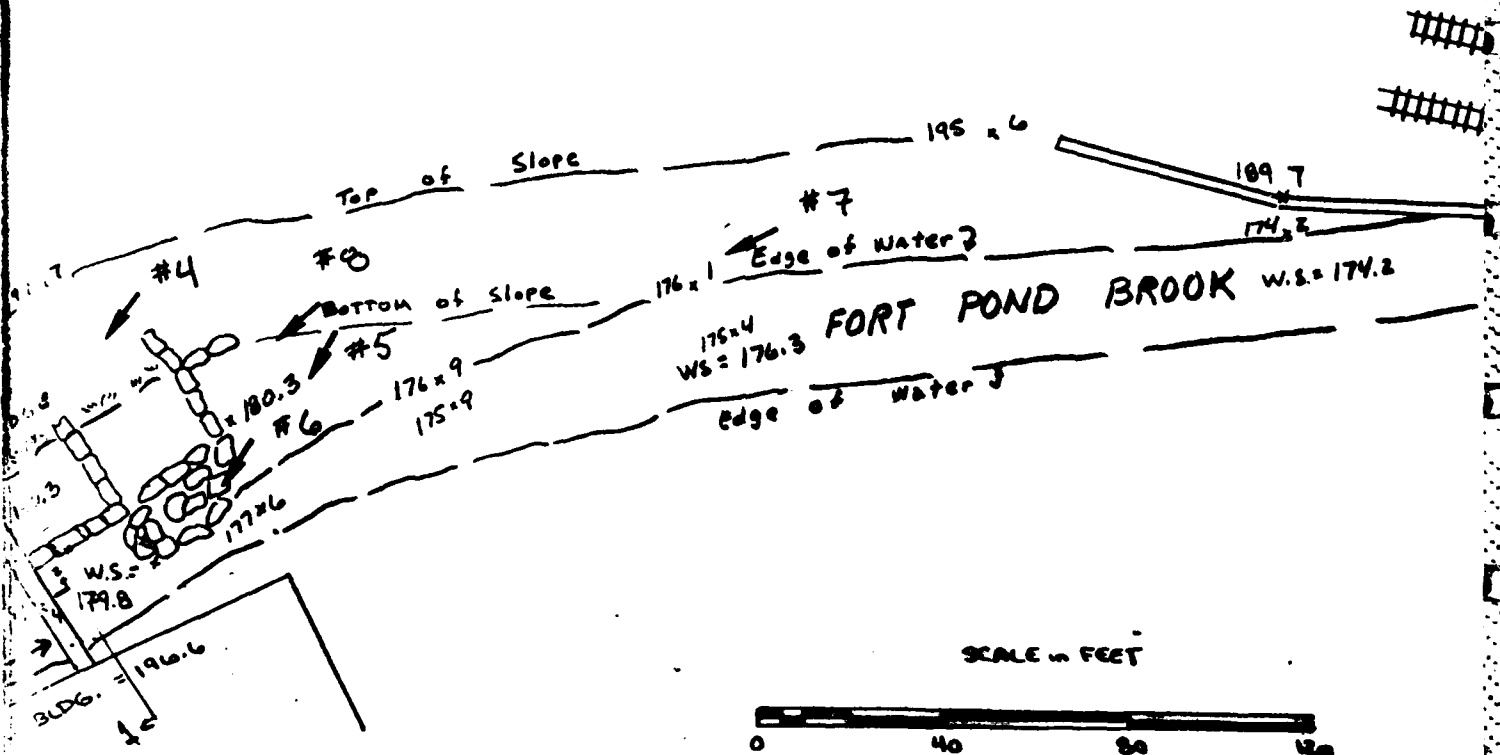 195 x 6
Top of Slope
189 7
#7
174 x 2
Edge of Water
#8
#4
176 x 1
W.S. = 174.2
Bottom of Slope
FORT POND BROOK
175 x 4
WS = 176.3
#5
176 x 9
Edge of Water
x 180.3
175 x 9
#6
177 x 6
W.S. =
179.8
BLDG. = 196.6
SCALE in FEET
0 40 80 120